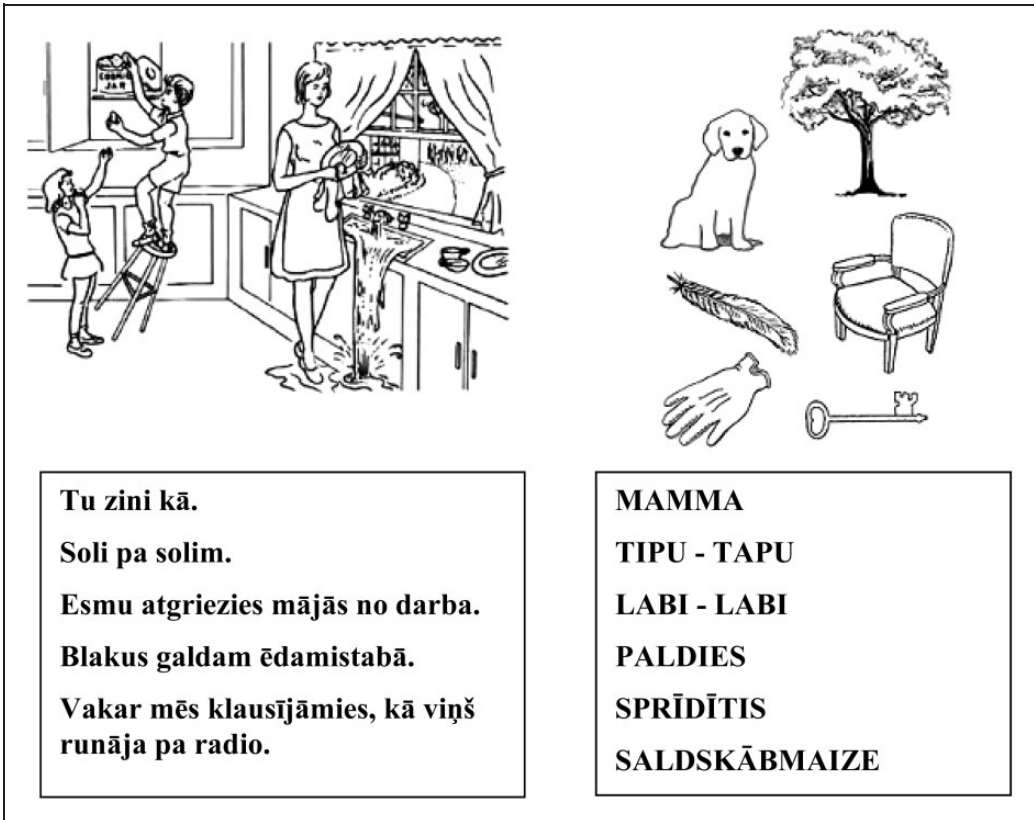 COOKIE
JAR
Tu zini kā.
Soli pa solim.
Esmu atgriezies mājās no darba.
Blakus galdam ēdamistabā.
Vakar mēs klausījāmies, kā viņš
runāja pa radio.
MAMMA
TIPU - TAPU
LABI - LABI
PALDIES
SPRĪDĪTIS
SALDSKĀBMAIZE